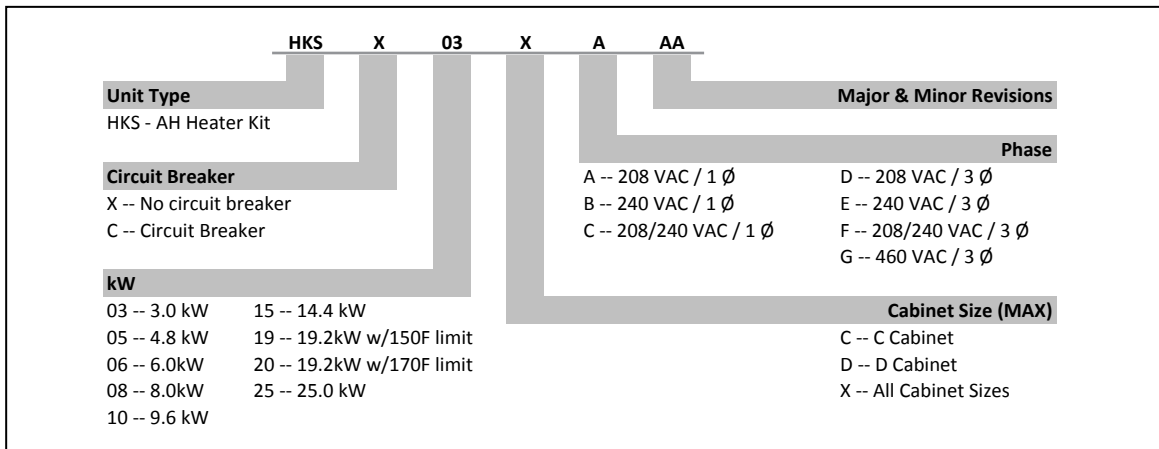 HKS X 03 X A AA
Unit Type
HKS - AH Heater Kit
Major & Minor Revisions
Phase
A -- 208 VAC / 1 Ø D -- 208 VAC / 3 Ø
B -- 240 VAC / 1 Ø E -- 240 VAC / 3 Ø
C -- 208/240 VAC / 1 Ø F -- 208/240 VAC / 3 Ø
G -- 460 VAC / 3 Ø
Circuit Breaker
X -- No circuit breaker
C -- Circuit Breaker
kW
03 -- 3.0 kW 15 -- 14.4 kW
05 -- 4.8 kW 19 -- 19.2kW w/150F limit
06 -- 6.0kW 20 -- 19.2kW w/170F limit
08 -- 8.0kW 25 -- 25.0 kW
10 -- 9.6 kW
Cabinet Size (MAX)
C -- C Cabinet
D -- D Cabinet
X -- All Cabinet Sizes